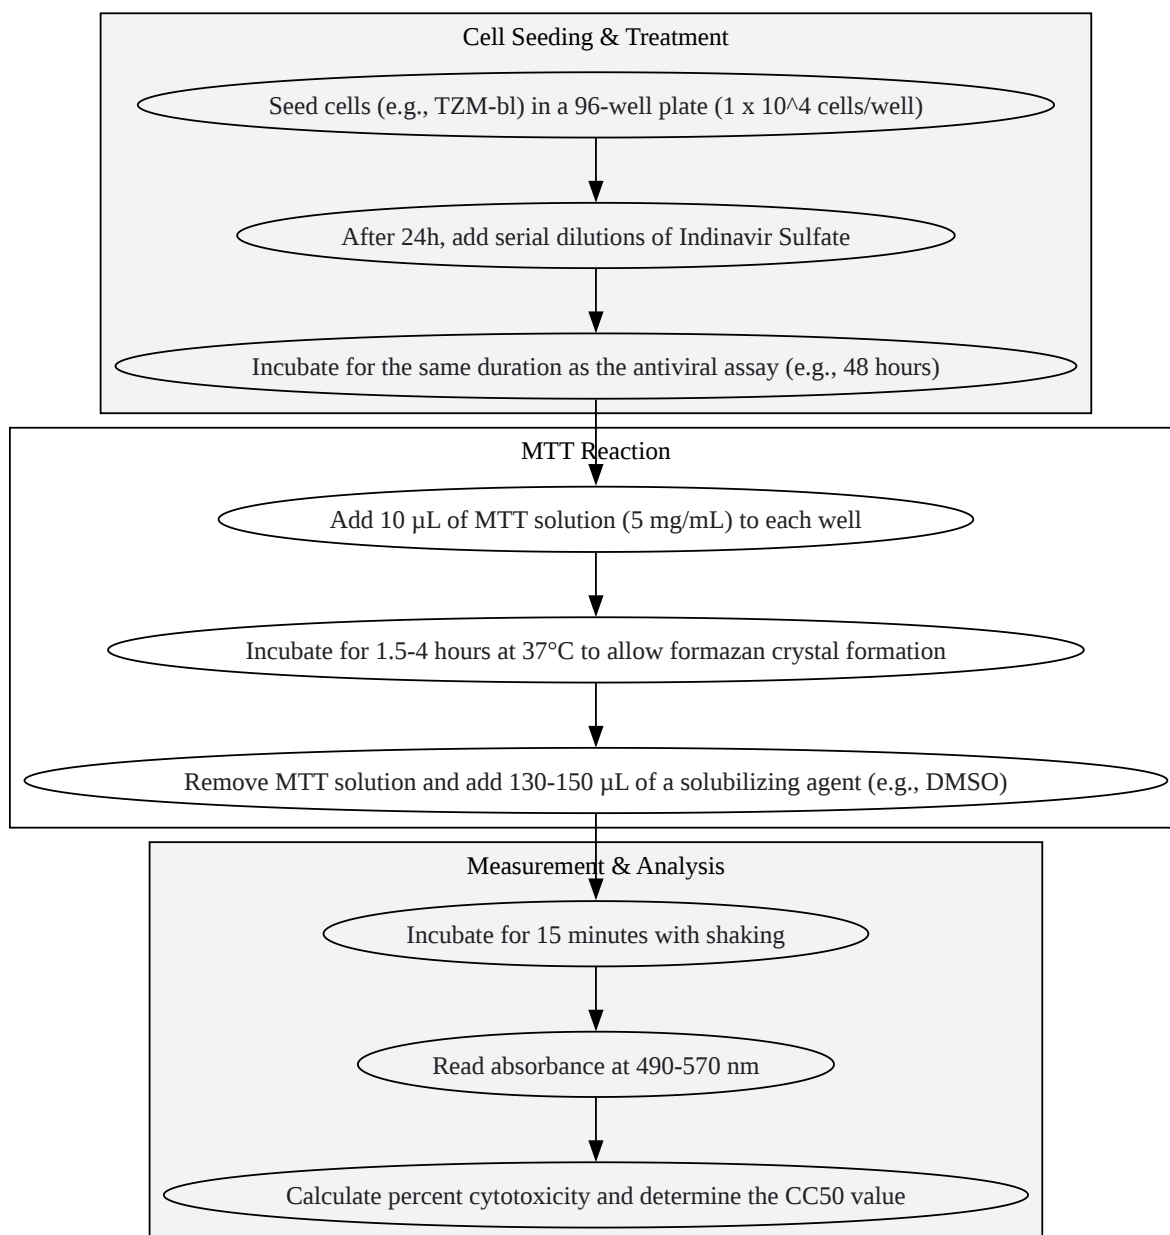 Cell Seeding & Treatment
Seed cells (e.g., TZM-bl) in a 96-well plate (1 x 10^4 cells/well)
After 24h, add serial dilutions of Indinavir Sulfate
Incubate for the same duration as the antiviral assay (e.g., 48 hours)
MTT Reaction
Add 10 µL of MTT solution (5 mg/mL) to each well
Incubate for 1.5-4 hours at 37°C to allow formazan crystal formation
Remove MTT solution and add 130-150 µL of a solubilizing agent (e.g., DMSO)
Measurement & Analysis
Incubate for 15 minutes with shaking
Read absorbance at 490-570 nm
Calculate percent cytotoxicity and determine the CC50 value